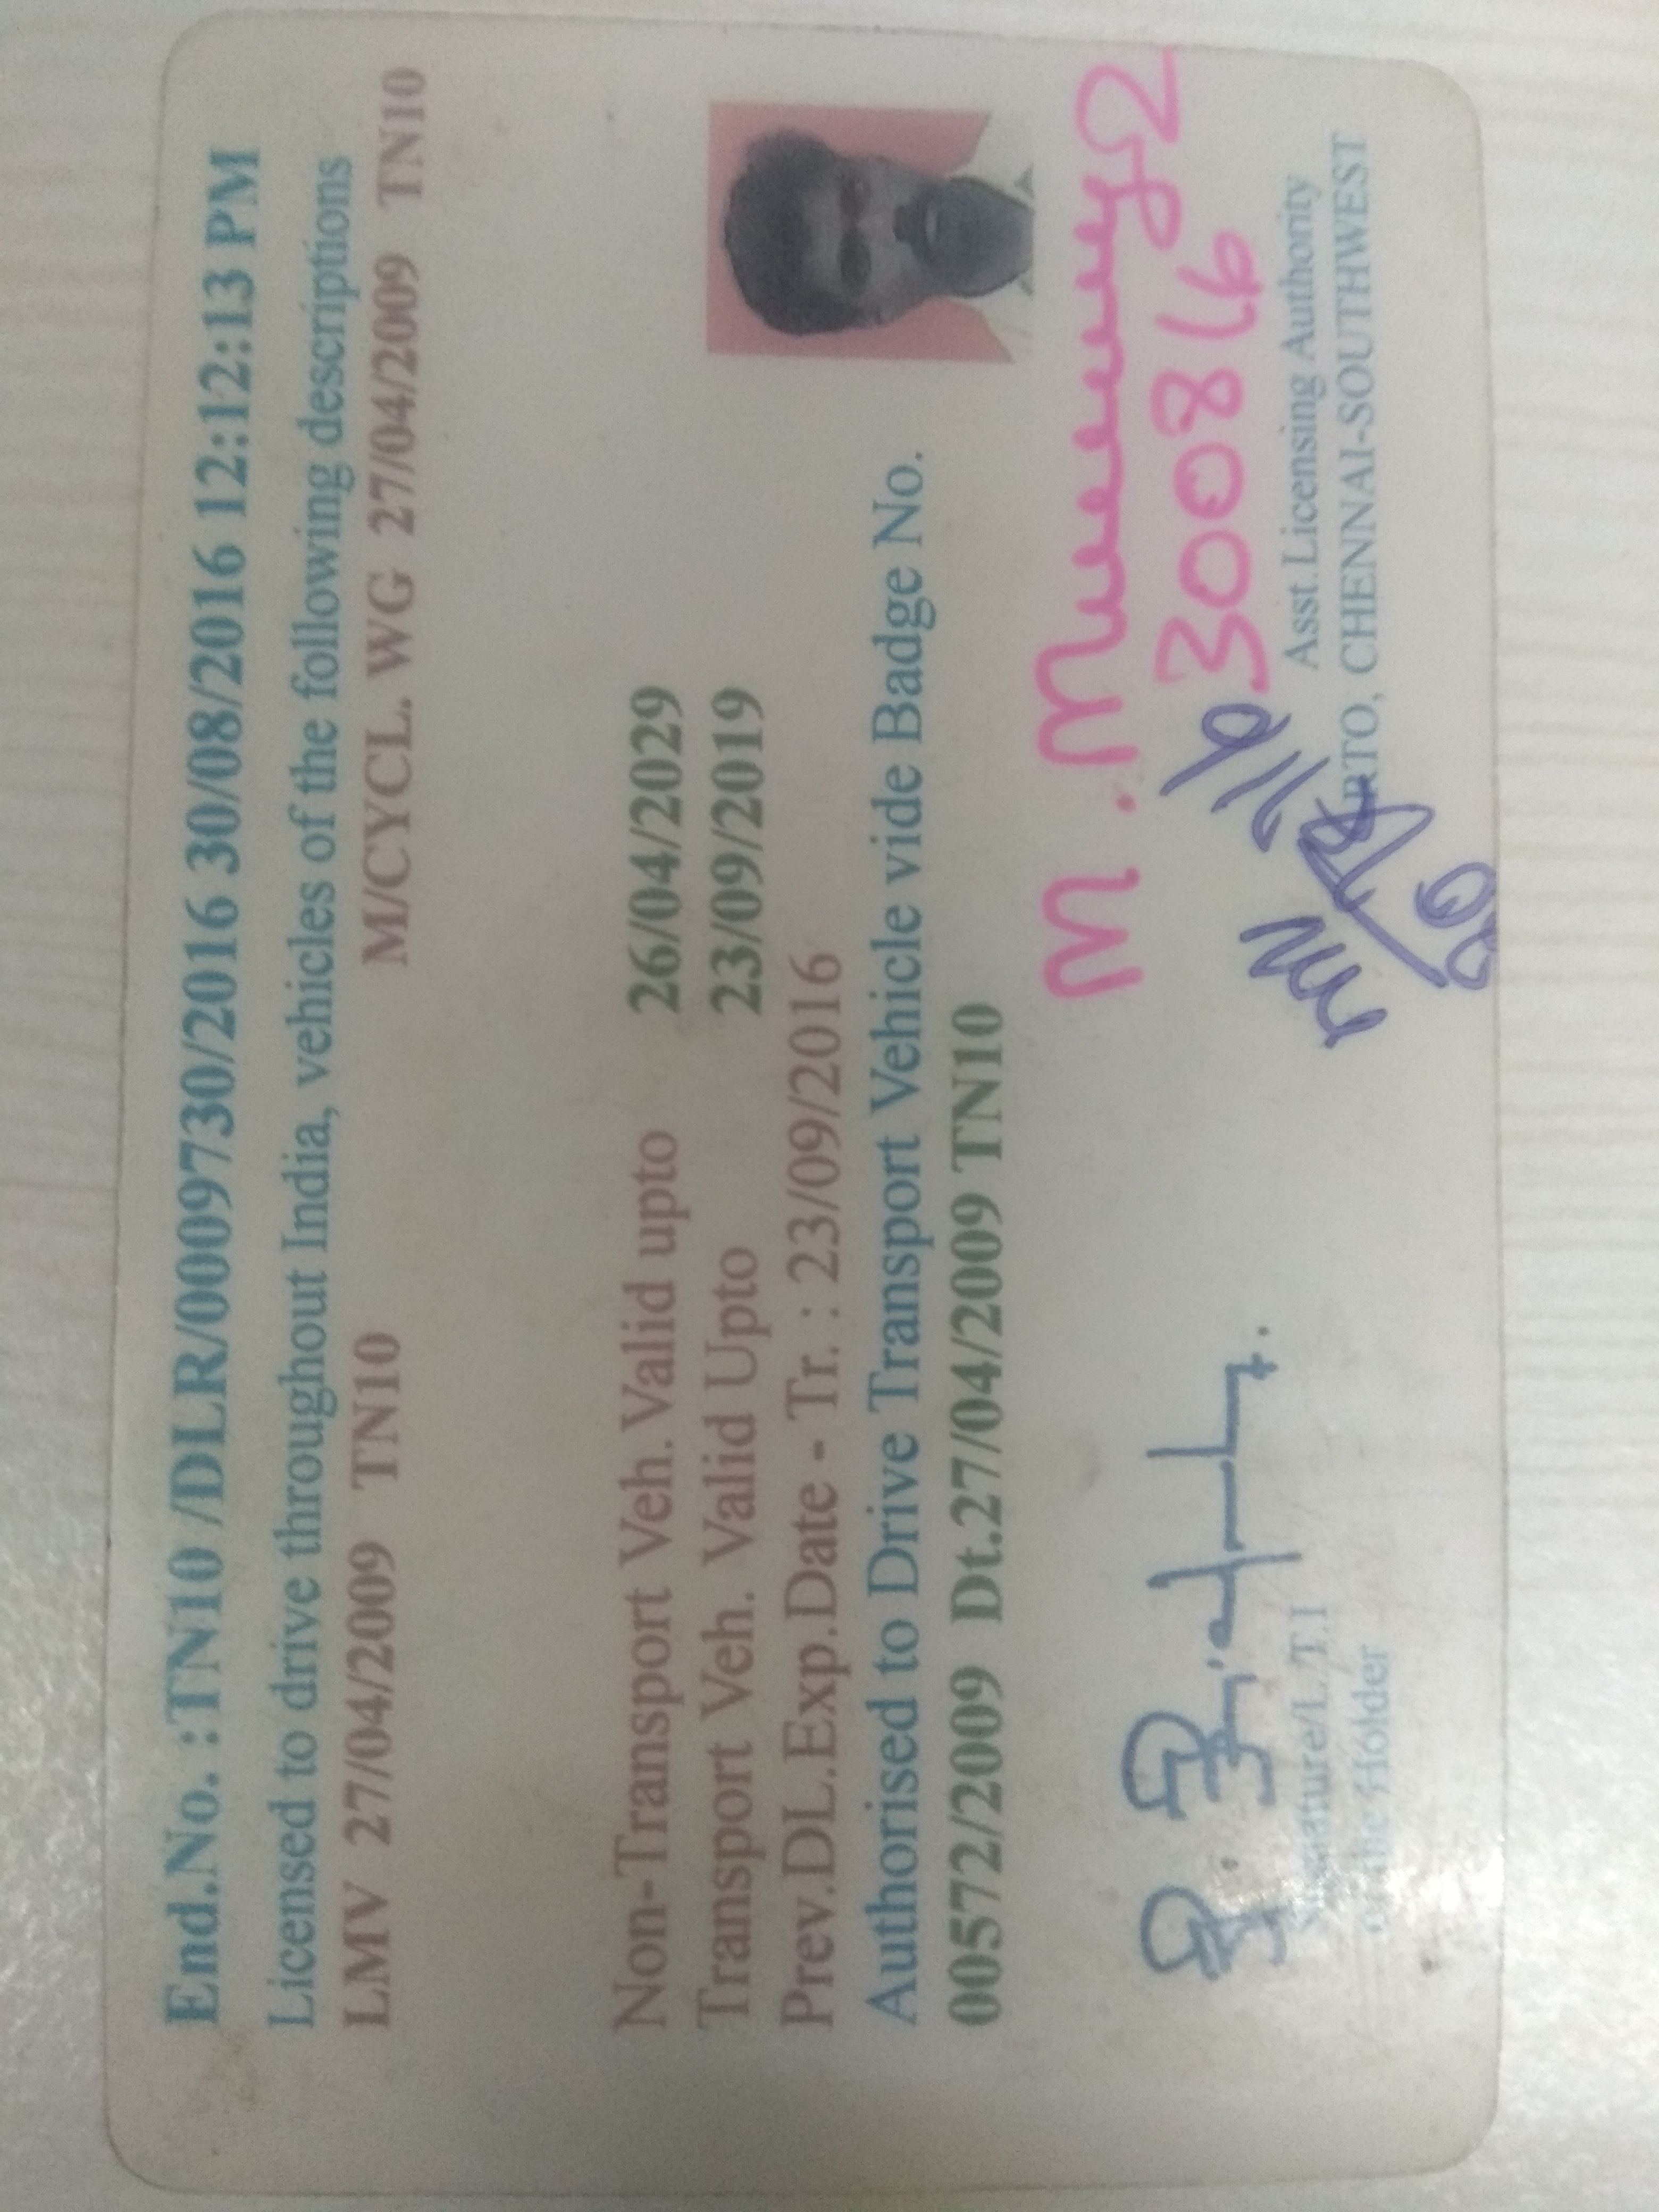 End.No. :TN10 /DLR/0009730/2016 30/08/2016 12:12:13 PM
Licensed to drive throughout India, vehicles of the following descriptions
LMV 27/04/2009 TN10 M/CYCL. WG 27/04/2009 TN10
Non-Transport Veh. Valid upto 26/04/2029
Transport Veh. Valid Upto 23/09/2019
Prev.DL.Exp.Date - Tr. : 23/09/2016
Authorised to Drive Transport Vehicle vide Badge No.
00572/2009 Dt.27/04/2009 TN10
M.
300816
Signature/L.T.I
of the Holder
Asst.Licensing Authority
RTO, CHENNAI-SOUTHWEST